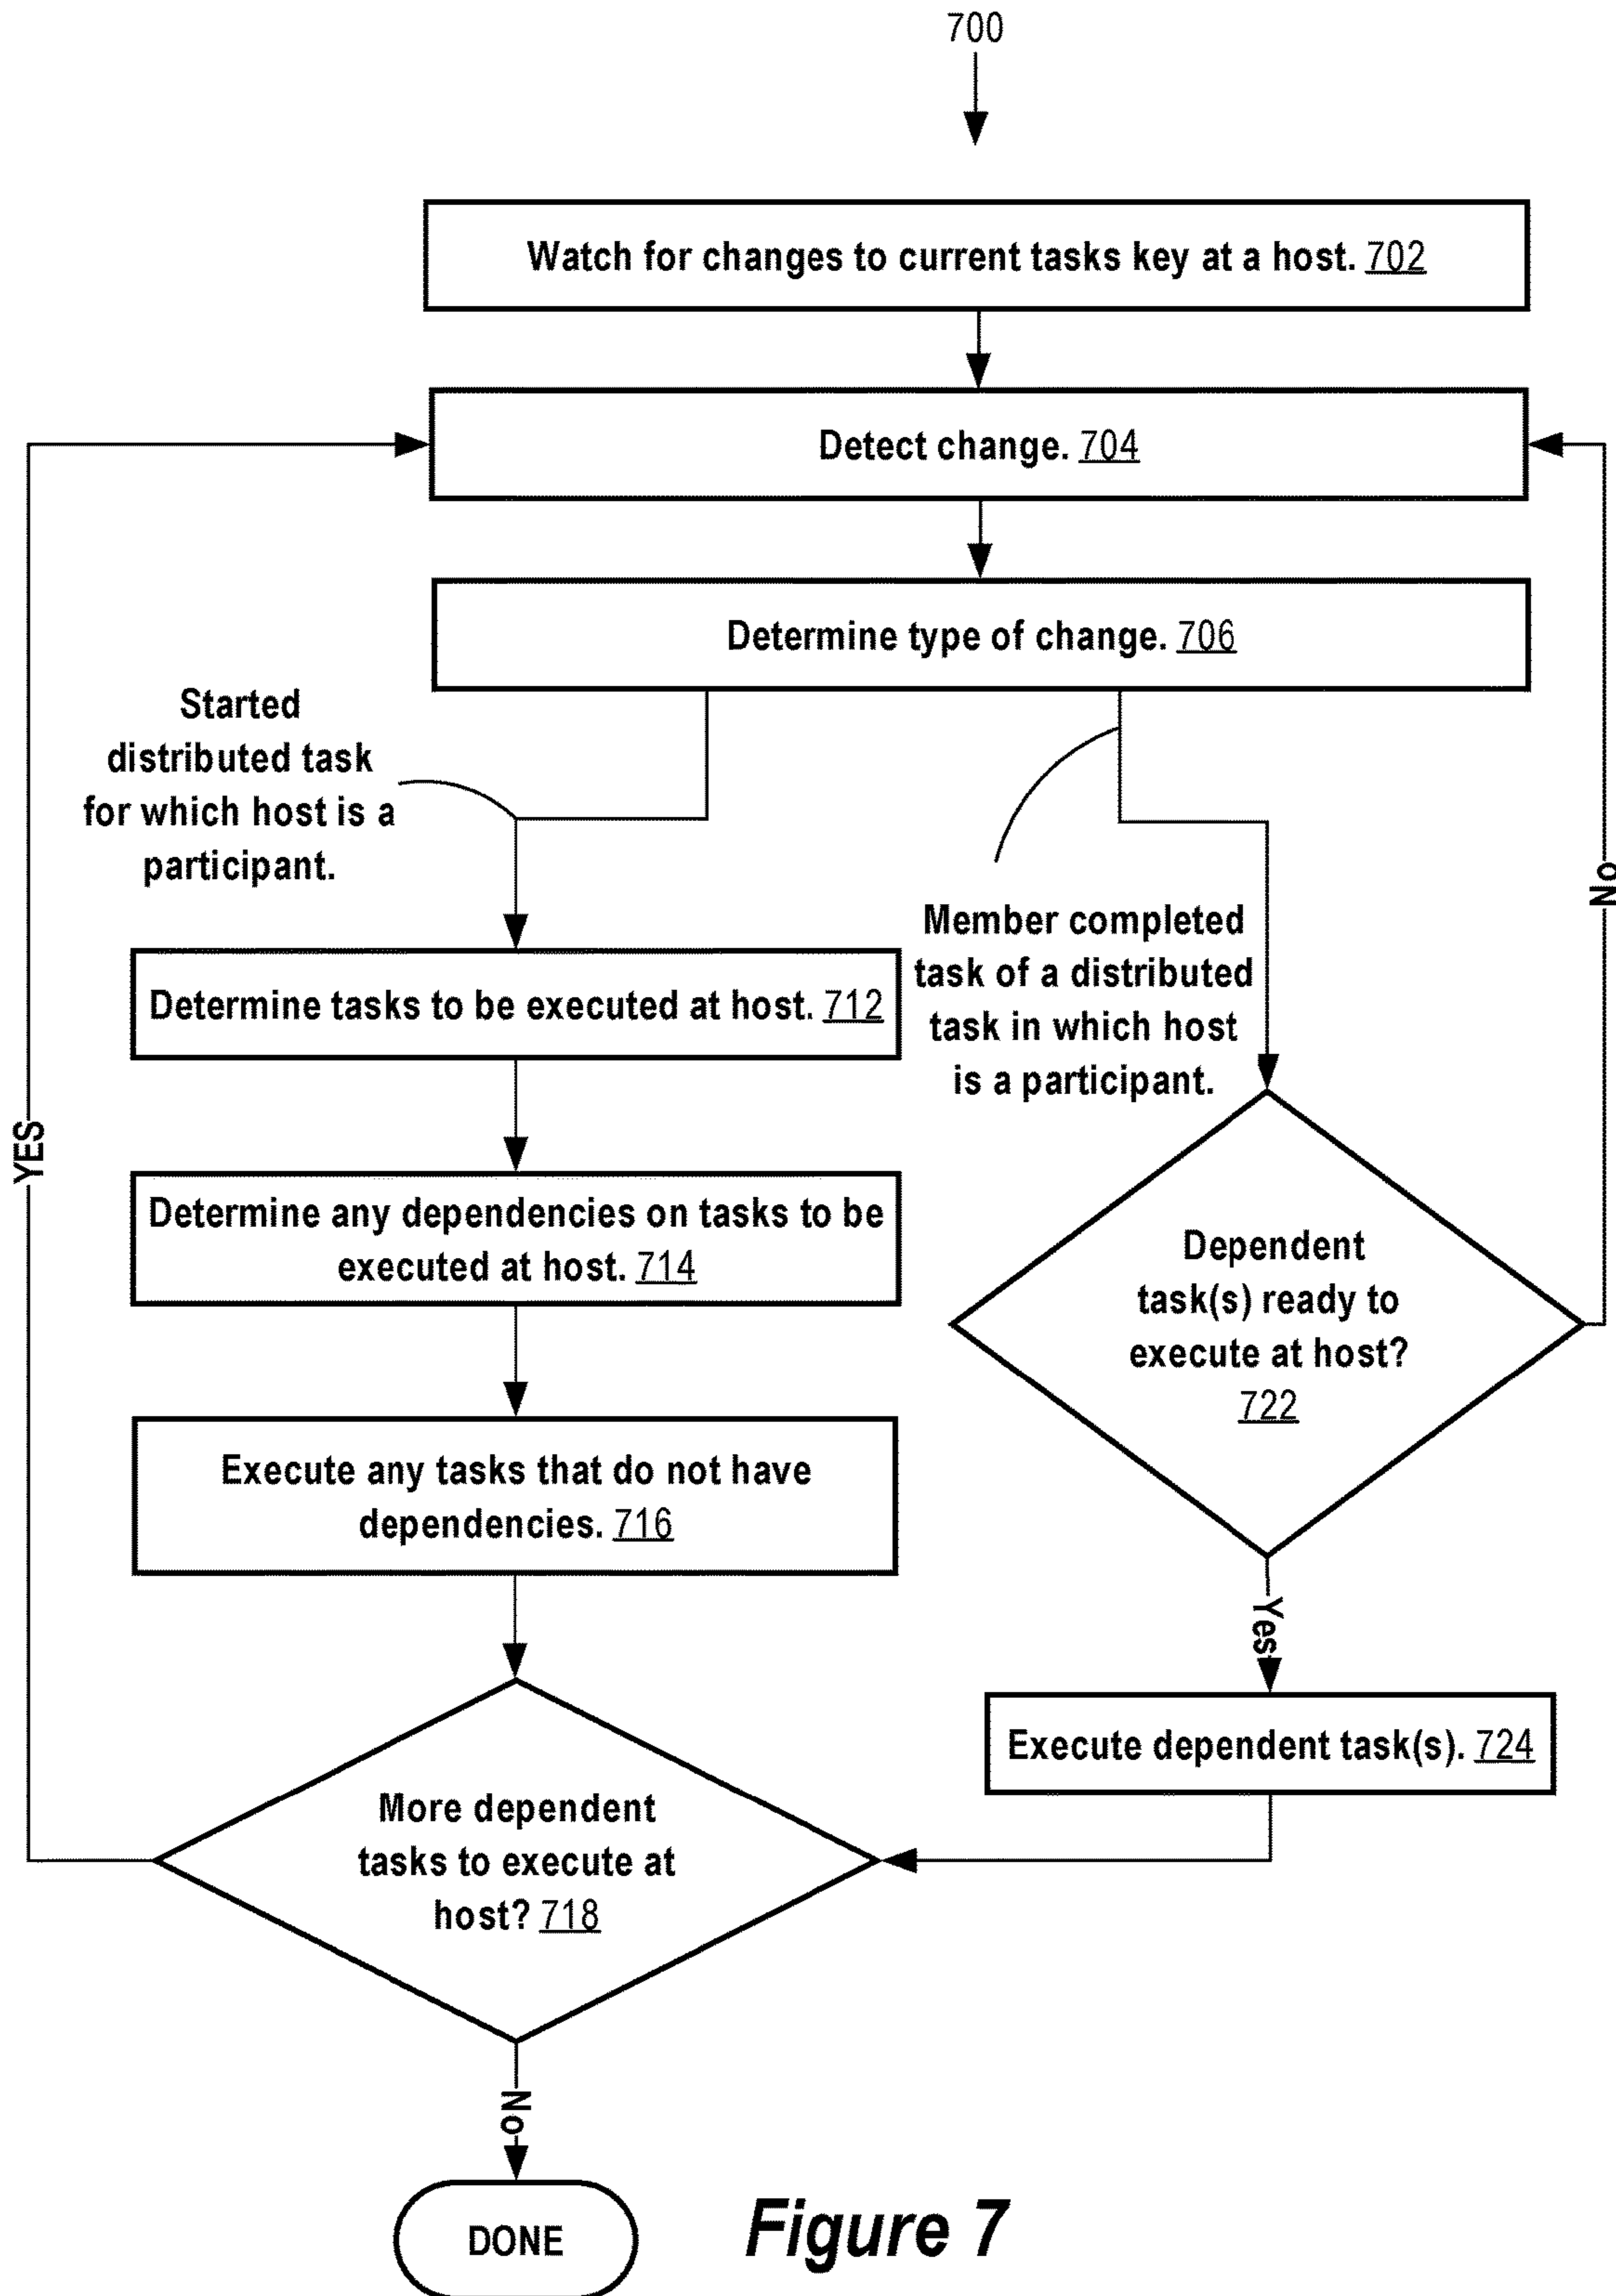 700
Watch for changes to current tasks key at a host. 702
Detect change. 704
Determine type of change. 706
Started
distributed task
for which host is a
participant.
Member completed
task of a distributed
task in which host
is a participant.
No
Determine tasks to be executed at host. 712
YES
Determine any dependencies on tasks to be
executed at host. 714
Dependent
task(s) ready to
execute at host?
722
Execute any tasks that do not have
dependencies. 716
Yes
Execute dependent task(s). 724
More dependent
tasks to execute at
host? 718
No
DONE
Figure 7